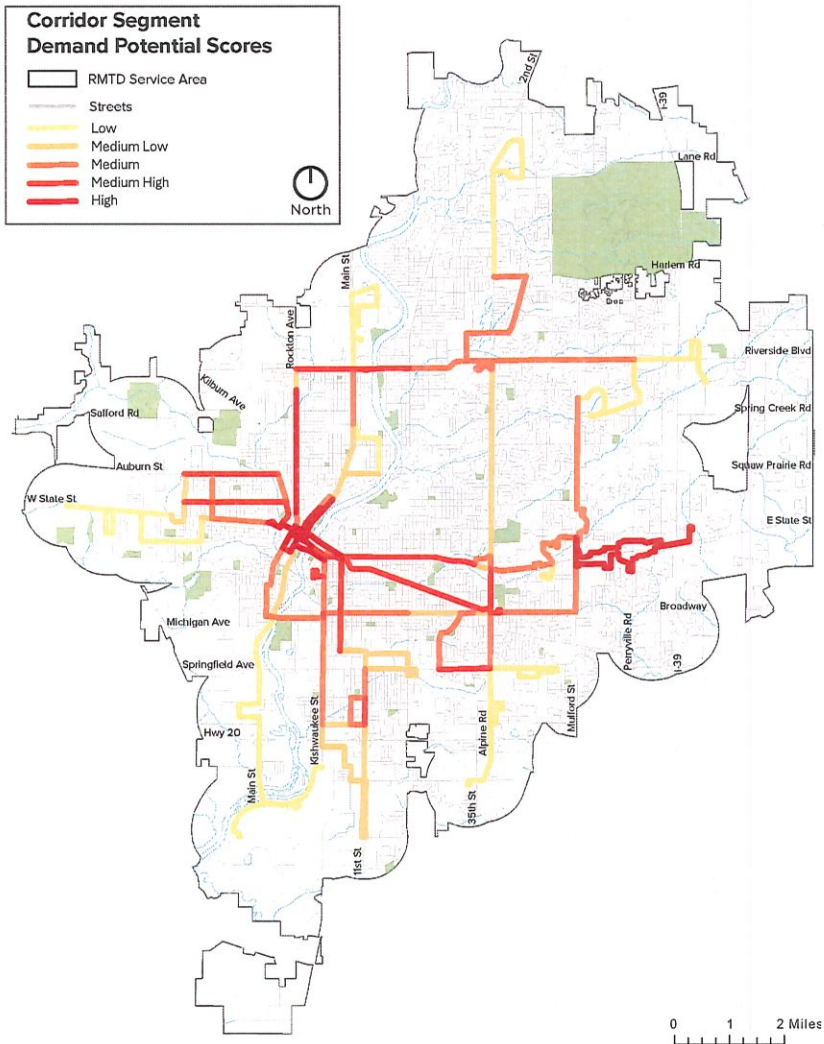 Corridor Segment
Demand Potential Scores
RMTD Service Area
Streets
Low
Medium Low
Medium
Medium High
High
North
2nd St
I-39
Lane Rd
Harlem Rd
Main St
Rockton Ave
Riverside Blvd
Kilburn Ave
Safford Rd
Spring Creek Rd
Auburn St
Squaw Prairie Rd
W State St
E State St
Michigan Ave
Broadway
Perryville Rd
Springfield Ave
I-39
Kishwaukee St
Mulford St
Hwy 20
Alpine Rd
Main St
35th St
11st St
0 1 2 Miles